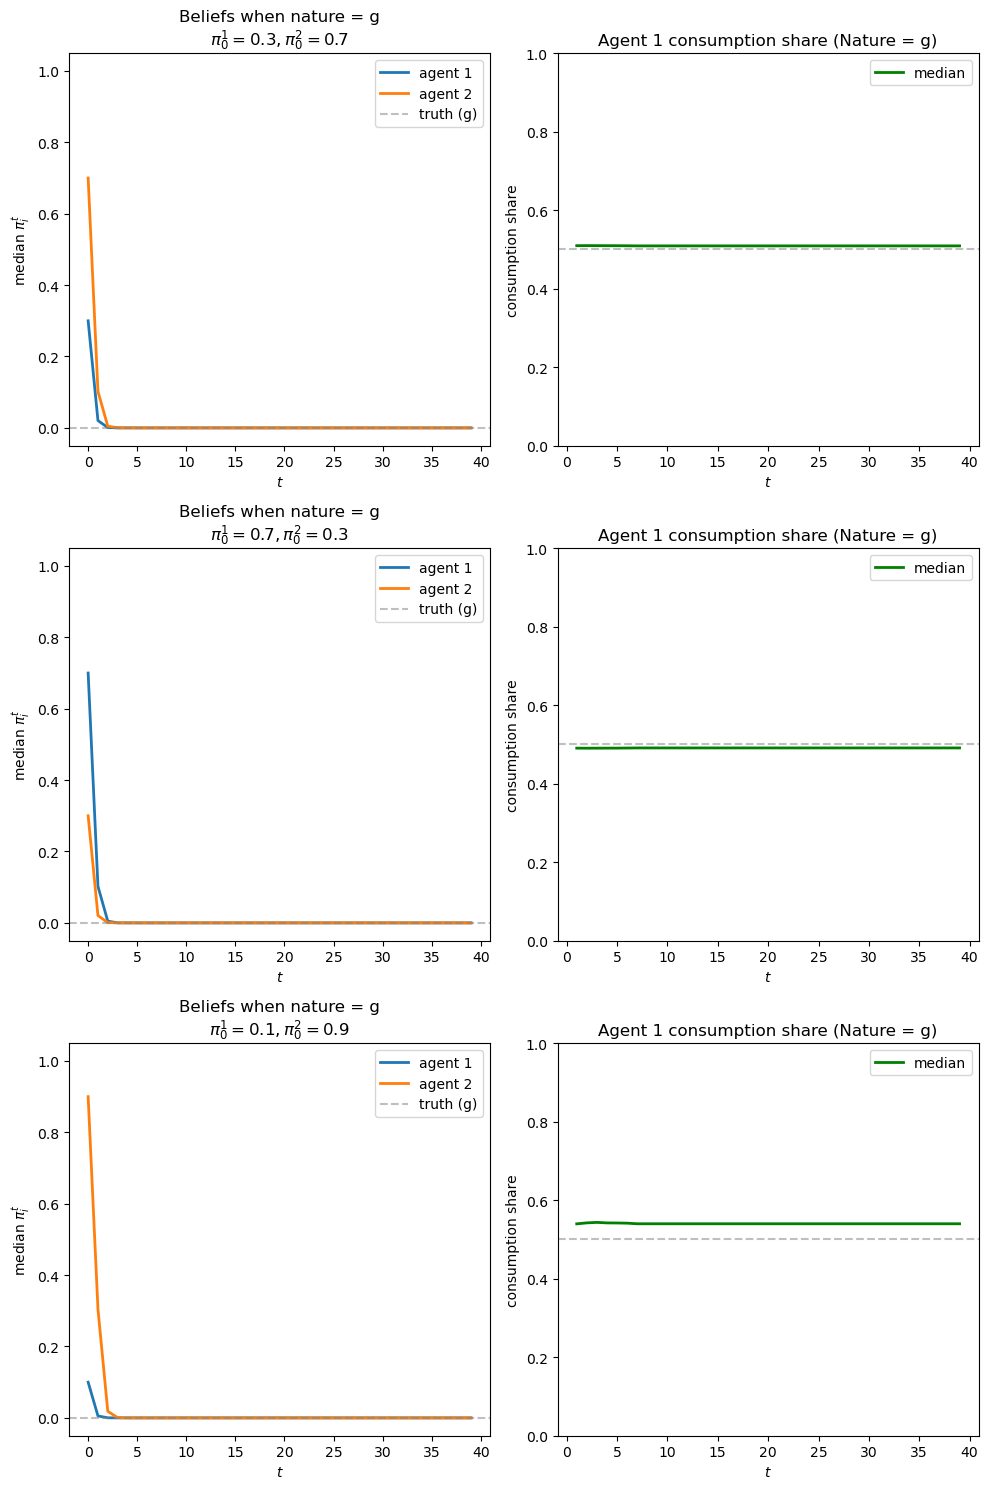 Beliefs when nature = g
π₀¹ = 0.3, π₀² = 0.7
median πᵢᵗ
1.0
0.8
0.6
0.4
0.2
0.0
agent 1
agent 2
truth (g)
0 5 10 15 20 25 30 35 40
t
Agent 1 consumption share (Nature = g)
consumption share
1.0
0.8
0.6
0.4
0.2
0.0
median
0 5 10 15 20 25 30 35 40
t
Beliefs when nature = g
π₀¹ = 0.7, π₀² = 0.3
median πᵢᵗ
1.0
0.8
0.6
0.4
0.2
0.0
agent 1
agent 2
truth (g)
0 5 10 15 20 25 30 35 40
t
Agent 1 consumption share (Nature = g)
consumption share
1.0
0.8
0.6
0.4
0.2
0.0
median
0 5 10 15 20 25 30 35 40
t
Beliefs when nature = g
π₀¹ = 0.1, π₀² = 0.9
median πᵢᵗ
1.0
0.8
0.6
0.4
0.2
0.0
agent 1
agent 2
truth (g)
0 5 10 15 20 25 30 35 40
t
Agent 1 consumption share (Nature = g)
consumption share
1.0
0.8
0.6
0.4
0.2
0.0
median
0 5 10 15 20 25 30 35 40
t